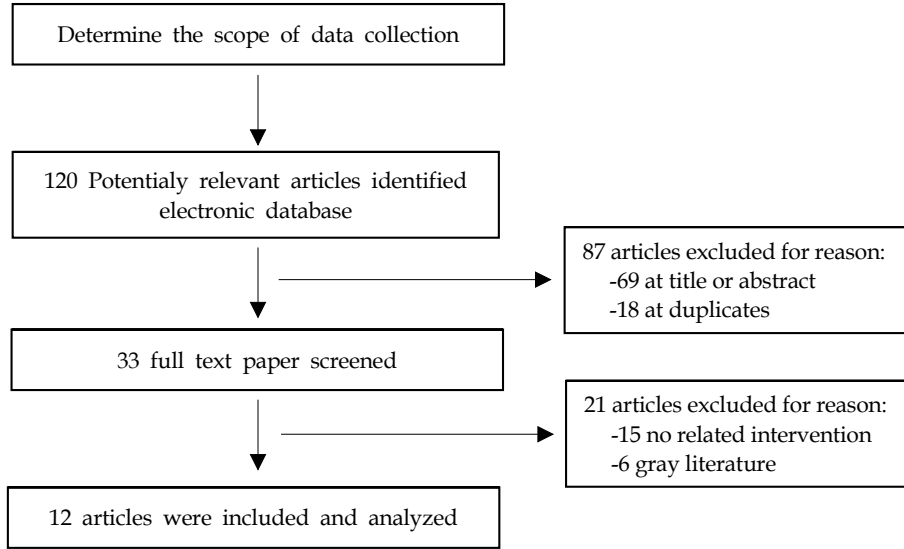 Determine the scope of data collection
120 Potentialy relevant articles identified
electronic database
87 articles excluded for reason:
-69 at title or abstract
-18 at duplicates
33 full text paper screened
21 articles excluded for reason:
-15 no related intervention
-6 gray literature
12 articles were included and analyzed